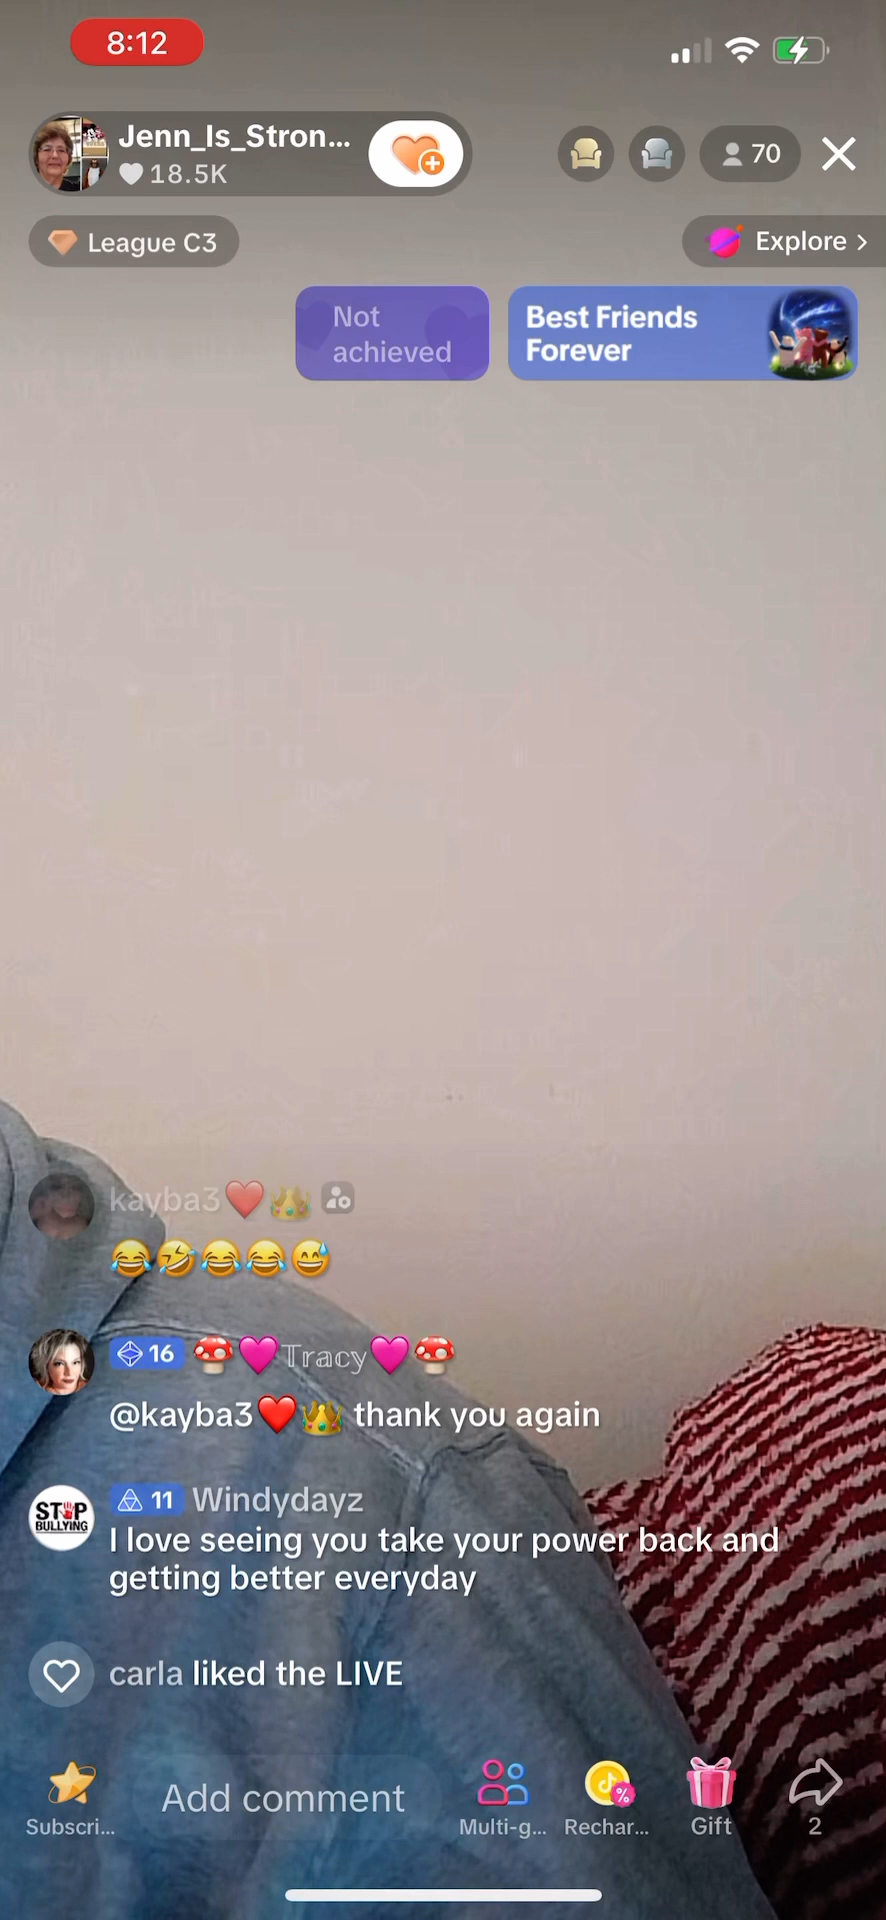 8:12
Jenn_Is_Stron...
18.5K
70
League C3
Explore >
Not
achieved
Best Friends
Forever
kayba3❤️👑
😂🤣😂😂😅
16 🍄💗𝕋𝕣𝕒𝕔𝕪💗🍄
@kayba3❤️👑 thank you again
STOP
BULLYING
11 Windydayz
I love seeing you take your power back and
getting better everyday
carla liked the LIVE
Subscri...
Add comment
Multi-g...
Rechar...
Gift
2